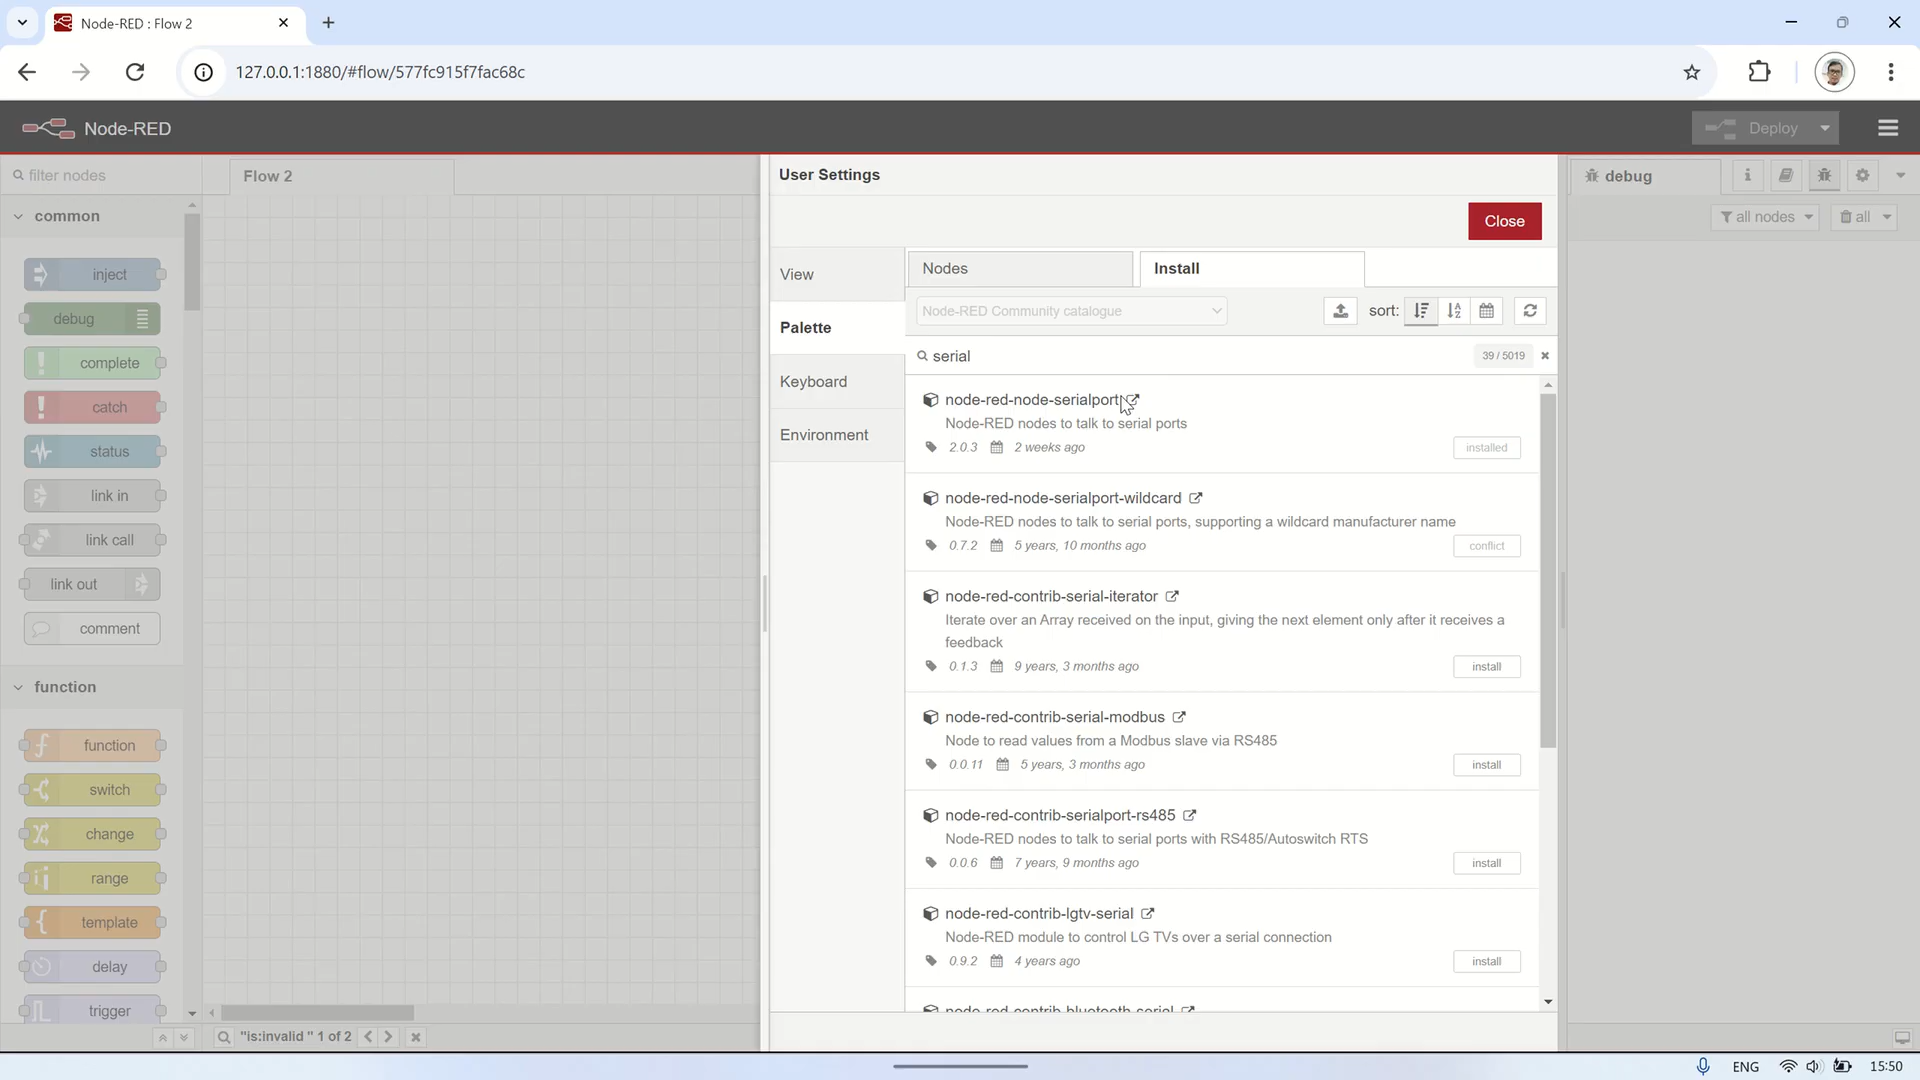 Node-RED : Flow 2
127.0.0.1:1880/#flow/577fc915f7fac68c
Node-RED
Deploy
filter nodes
Flow 2
User Settings
debug
i
common
Close
all nodes
all
inject
debug
complete
catch
status
link in
link call
link out
comment
function
function
switch
change
range
template
delay
trigger
"is:invalid " 1 of 2
View
Palette
Keyboard
Environment
Nodes
Install
Node-RED Community catalogue
sort:
serial
39 / 5019
node-red-node-serialport
Node-RED nodes to talk to serial ports
2.0.3 2 weeks ago
installed
node-red-node-serialport-wildcard
Node-RED nodes to talk to serial ports, supporting a wildcard manufacturer name
0.7.2 5 years, 10 months ago
conflict
node-red-contrib-serial-iterator
Iterate over an Array received on the input, giving the next element only after it receives a
feedback
0.1.3 9 years, 3 months ago
install
node-red-contrib-serial-modbus
Node to read values from a Modbus slave via RS485
0.0.11 5 years, 3 months ago
install
node-red-contrib-serialport-rs485
Node-RED nodes to talk to serial ports with RS485/Autoswitch RTS
0.0.6 7 years, 9 months ago
install
node-red-contrib-lgtv-serial
Node-RED module to control LG TVs over a serial connection
0.9.2 4 years ago
install
node-red-contrib-bluetooth-serial
ENG
15:50